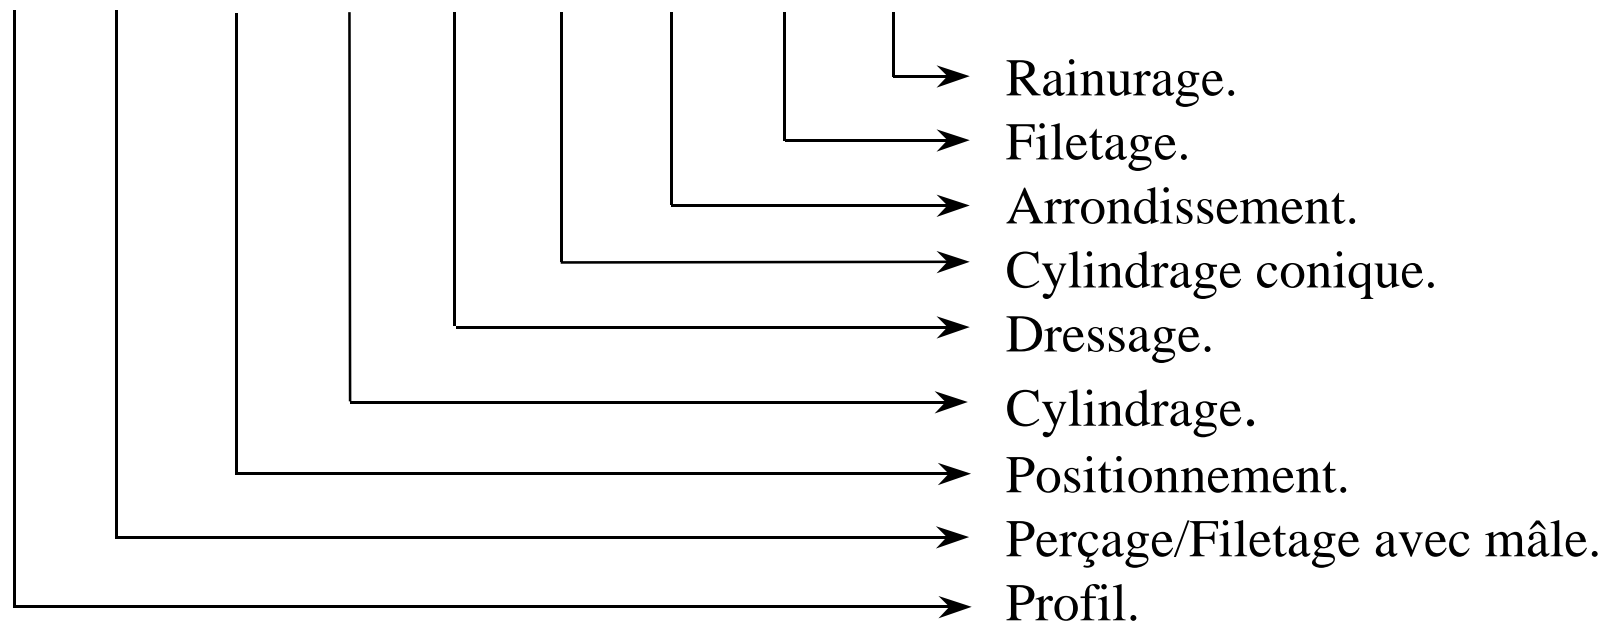 Rainurage.
Filetage.
Arrondissement.
Cylindrage conique.
Dressage.
Cylindrage.
Positionnement.
Perçage/Filetage avec mâle.
Profil.